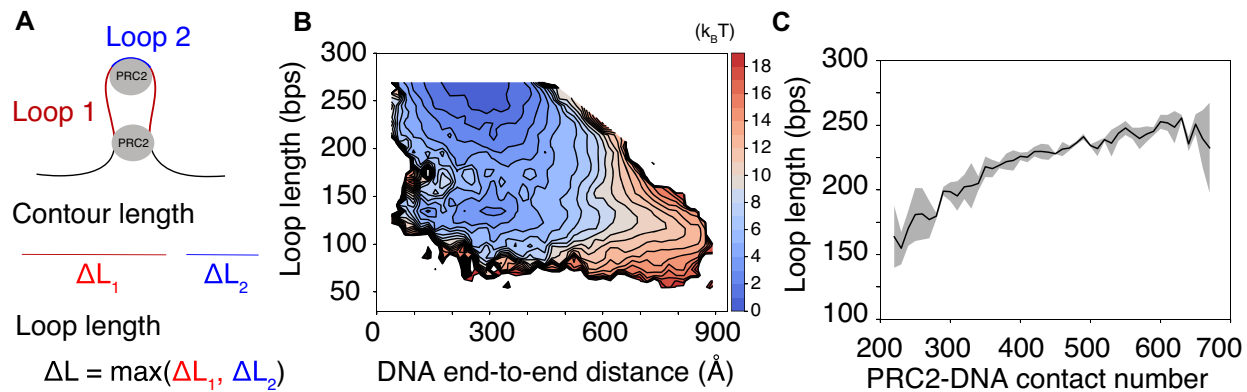 A
Loop 2
PRC2
Loop 1
PRC2
Contour length
ΔL1
ΔL2
Loop length
ΔL = max(ΔL1, ΔL2)
B
(kBT)
Loop length (bps)
300
250
200
150
100
50
0
300
600
900
DNA end-to-end distance (Å)
18
16
14
12
10
8
6
4
2
0
C
Loop length (bps)
300
250
200
150
100
200
300
400
500
600
700
PRC2-DNA contact number